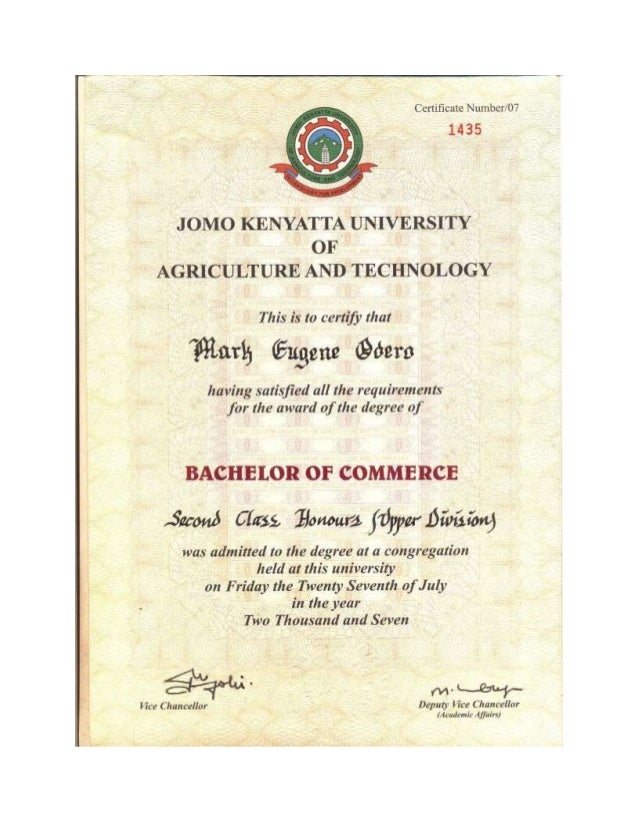 Certificate Number/07
1435
JOMO KENYATTA UNIVERSITY
OF
AGRICULTURE AND TECHNOLOGY
This is to certify that
Mark Eugene Odero
having satisfied all the requirements
for the award of the degree of
BACHELOR OF COMMERCE
Second Class Honours (Upper Division)
was admitted to the degree at a congregation
held at this university
on Friday the Twenty Seventh of July
in the year
Two Thousand and Seven
Vice Chancellor
Deputy Vice Chancellor
(Academic Affairs)